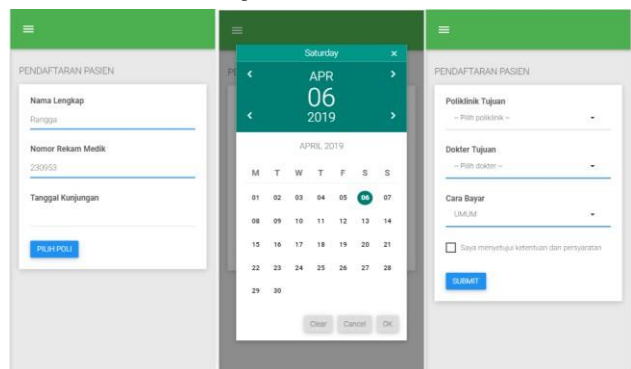 PENDAFTARAN PASIEN
Nama Lengkap
Rangga
Nomor Rekam Medik
230953
Tanggal Kunjungan
PILIH POLI
Saturday ×
APR
06
2019
APRIL 2019
M T W T F S S
01 02 03 04 05 06 07
08 09 10 11 12 13 14
15 16 17 18 19 20 21
22 23 24 25 26 27 28
29 30
Clear Cancel OK
PENDAFTARAN PASIEN
Poliklinik Tujuan
-- Pilih poliklinik --
Dokter Tujuan
-- Pilih dokter --
Cara Bayar
UMUM
Saya menyetujui ketentuan dan persyaratan
SUBMIT